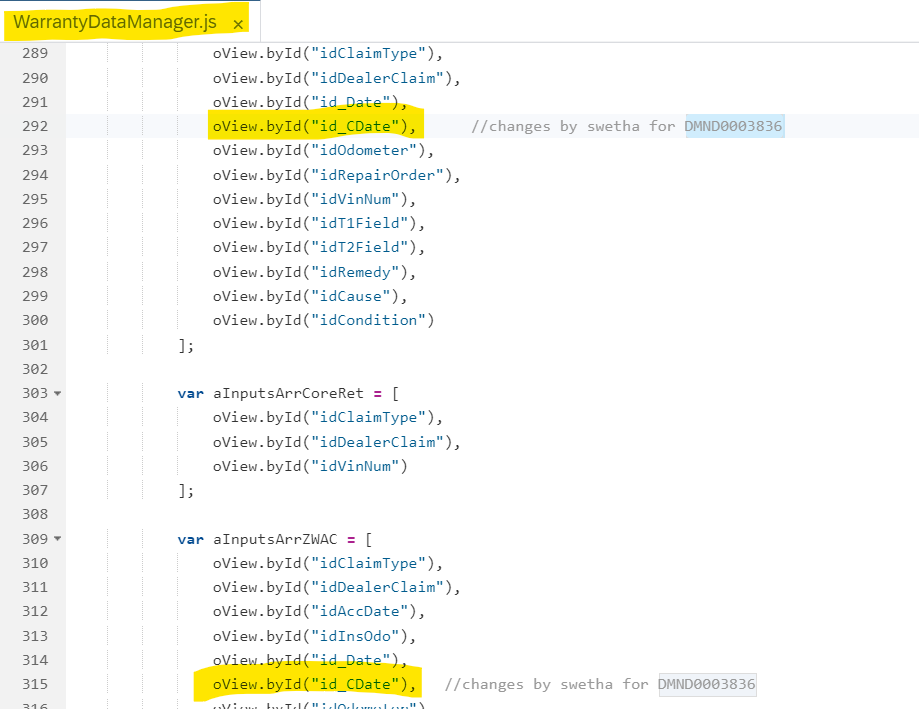 WarrantyDataManager.js ×
289 oView.byId("idClaimType"),
290 oView.byId("idDealerClaim"),
291 oView.byId("id_Date"),
292 oView.byId("id_CDate"), //changes by swetha for DMND0003836
293 oView.byId("idOdometer"),
294 oView.byId("idRepairOrder"),
295 oView.byId("idVinNum"),
296 oView.byId("idT1Field"),
297 oView.byId("idT2Field"),
298 oView.byId("idRemedy"),
299 oView.byId("idCause"),
300 oView.byId("idCondition")
301 ];
302
303 var aInputsArrCoreRet = [
304 oView.byId("idClaimType"),
305 oView.byId("idDealerClaim"),
306 oView.byId("idVinNum")
307 ];
308
309 var aInputsArrZWAC = [
310 oView.byId("idClaimType"),
311 oView.byId("idDealerClaim"),
312 oView.byId("idAccDate"),
313 oView.byId("idInsOdo"),
314 oView.byId("id_Date"),
315 oView.byId("id_CDate"), //changes by swetha for DMND0003836
316 oView.byId("idOdometer")